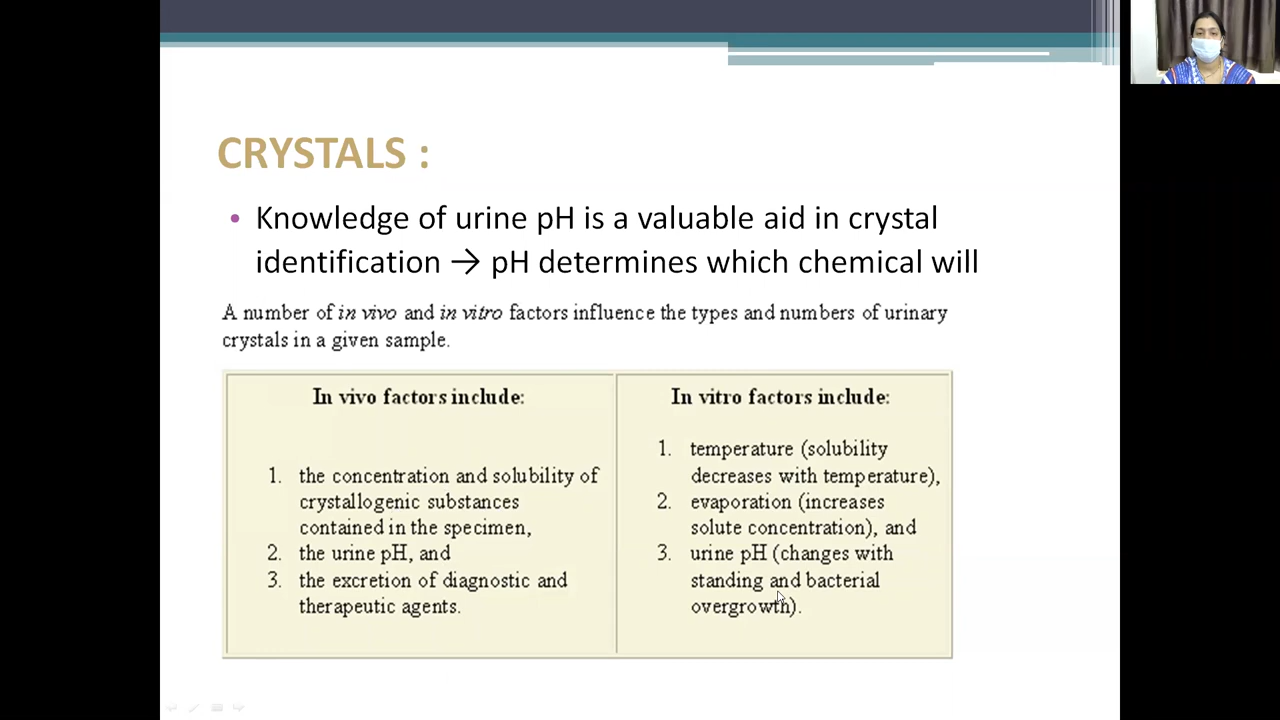 CRYSTALS :
• Knowledge of urine pH is a valuable aid in crystal
identification → pH determines which chemical will
A number of in vivo and in vitro factors influence the types and numbers of urinary
crystals in a given sample.
In vivo factors include:
1. the concentration and solubility of
crystallogenic substances
contained in the specimen,
2. the urine pH, and
3. the excretion of diagnostic and
therapeutic agents.
In vitro factors include:
1. temperature (solubility
decreases with temperature),
2. evaporation (increases
solute concentration), and
3. urine pH (changes with
standing and bacterial
overgrowth).